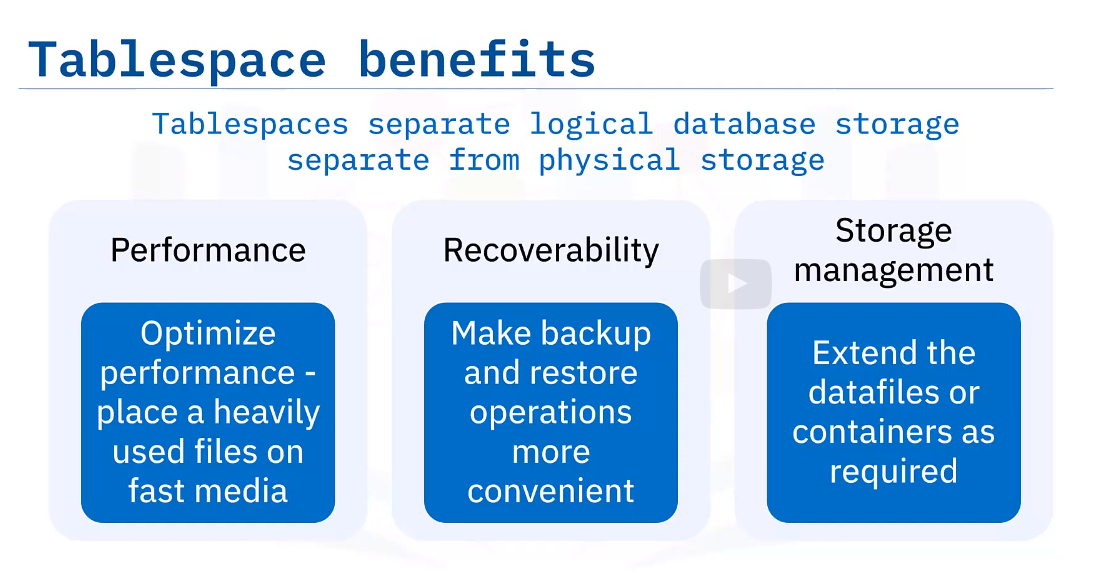 Tablespace benefits
Tablespaces separate logical database storage
separate from physical storage
Performance
Optimize
performance -
place a heavily
used files on
fast media
Recoverability
Make backup
and restore
operations
more
convenient
Storage
management
Extend the
datafiles or
containers as
required